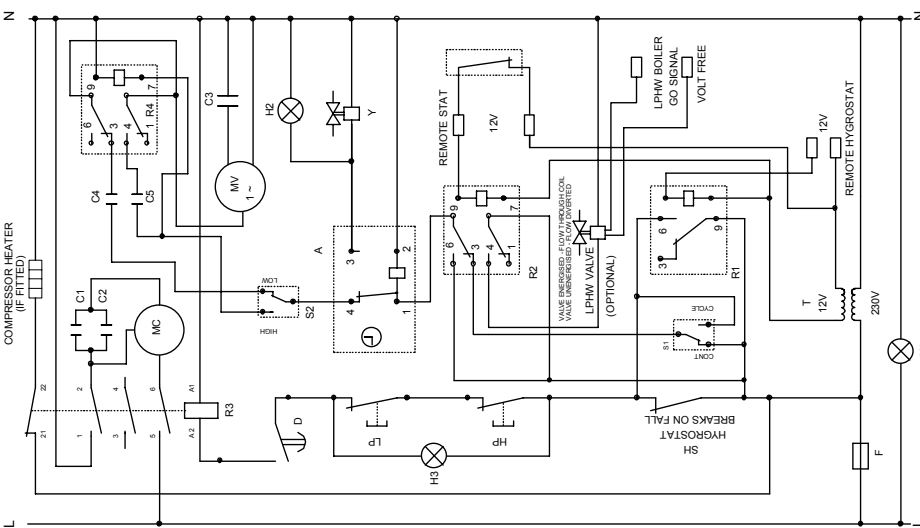 N
N
COMPRESSOR HEATER
(IF FITTED)
C1
C2
MC
22
21
2
1
4
3
6
5
A1
A2
R3
9
7
6
3
4
1
R4
C4
C5
C3
MV
1 ~
H2
Y
LOW
HIGH
S2
A
3
2
4
1
REMOTE STAT
12V
9
7
6
3
4
1
R2
VALVE ENERGISED - FLOW THROUGH COIL
VALVE UNENERGISED - FLOW DIVERTED
LPHW VALVE
(OPTIONAL)
LPHW BOILER
GO SIGNAL
VOLT FREE
6
3
9
R1
12V
REMOTE HYGROSTAT
S1
CYCLE
CONT
T
12V
230V
D
LP
HP
H3
SH
HYGROSTAT
BREAKS ON FALL
F
L
L